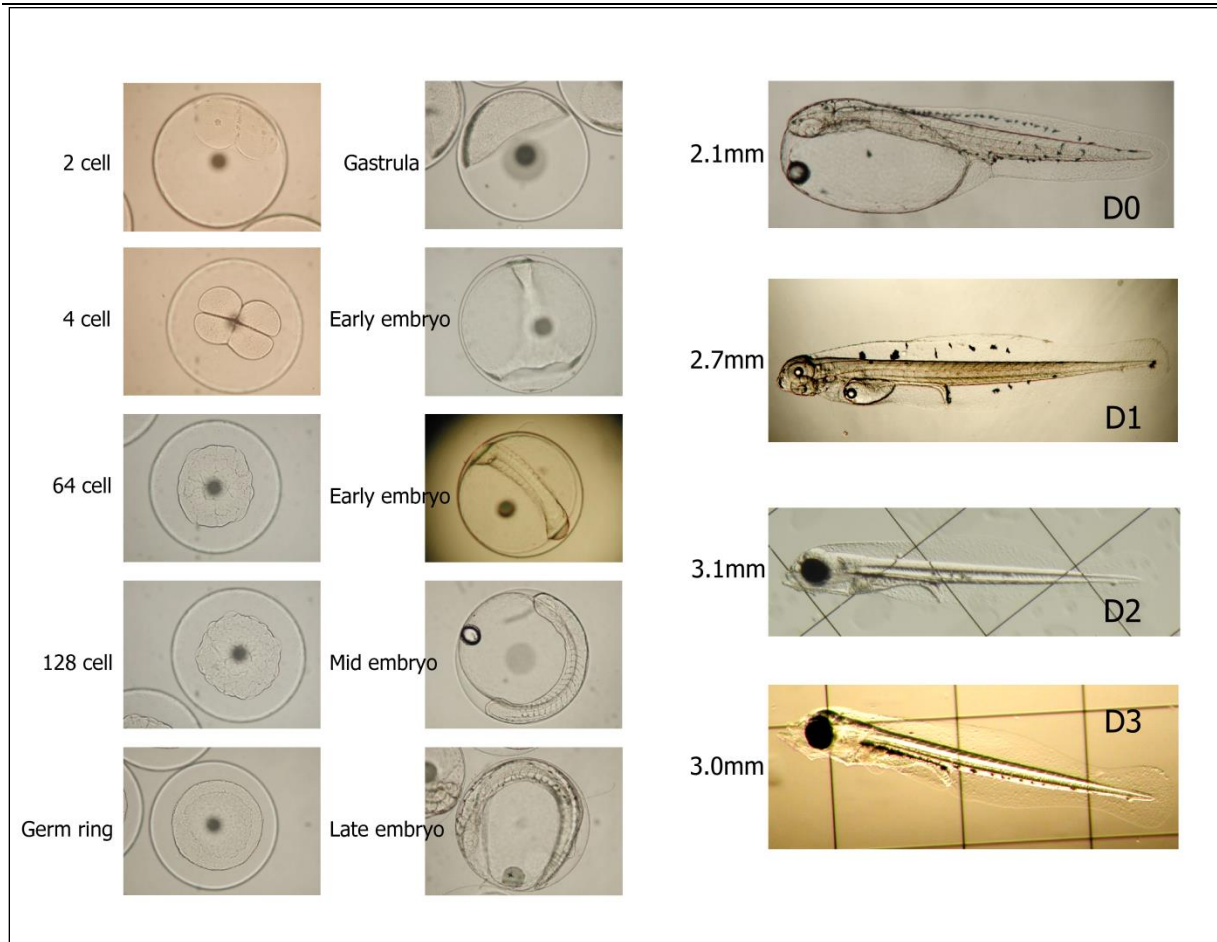 2 cell
4 cell
64 cell
128 cell
Germ ring
Gastrula
Early embryo
Early embryo
Mid embryo
Late embryo
2.1mm
D0
2.7mm
D1
3.1mm
D2
3.0mm
D3